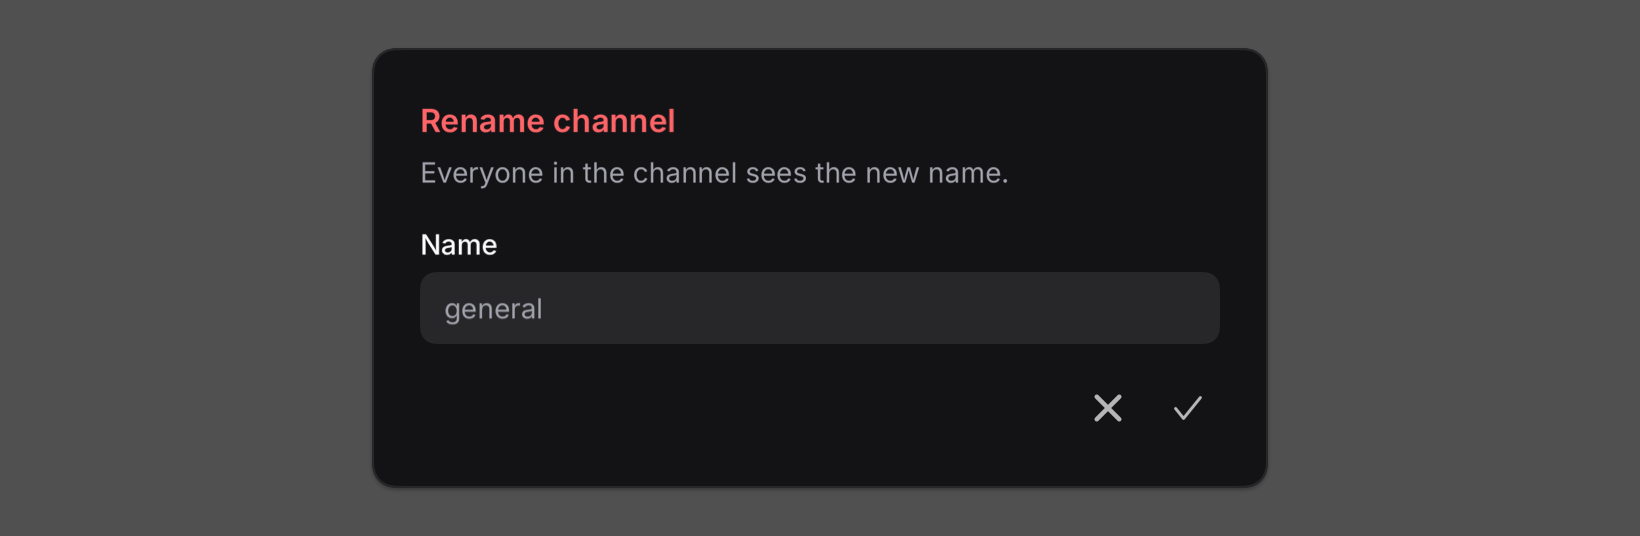 Rename channel
Everyone in the channel sees the new name.
Name
general